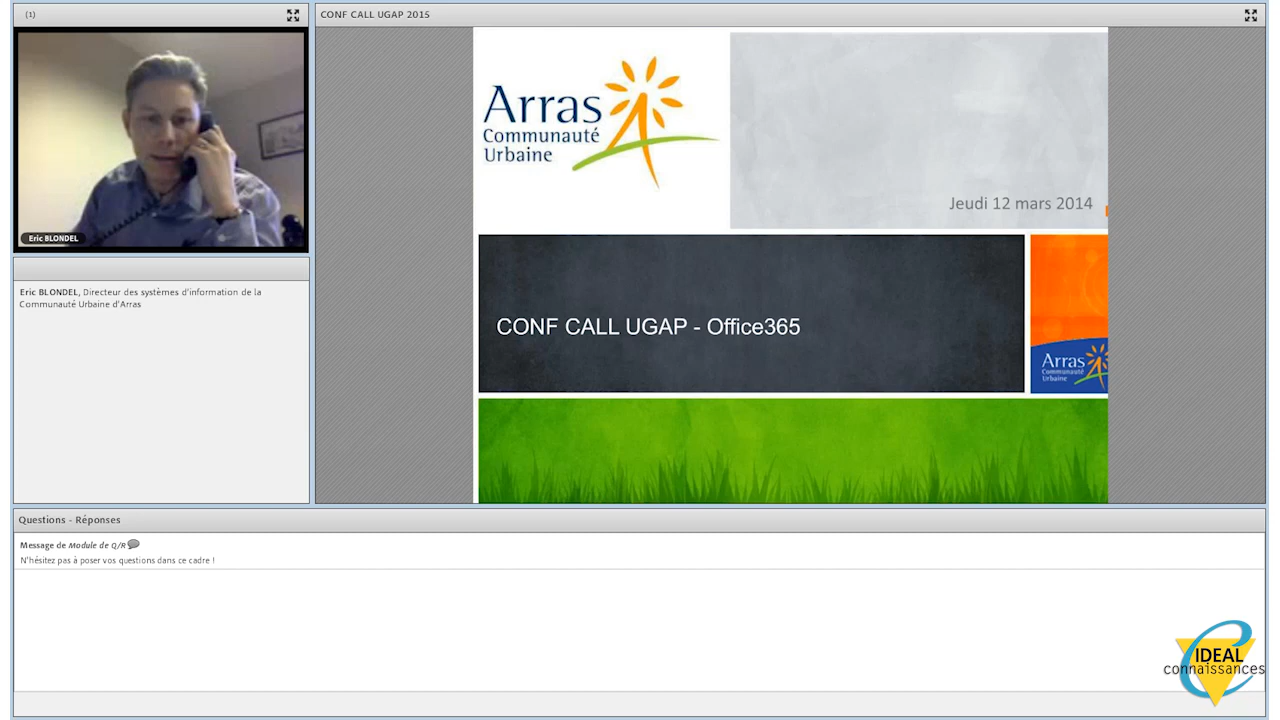 (1)
CONF CALL UGAP 2015
Eric BLONDEL
Eric BLONDEL, Directeur des systèmes d'information de la
Communauté Urbaine d'Arras
Arras
Communauté
Urbaine
Jeudi 12 mars 2014
CONF CALL UGAP - Office365
Arras
Communauté
Urbaine
Questions - Réponses
Message de Module de Q/R
N'hésitez pas à poser vos questions dans ce cadre !
IDEAL
connaissances